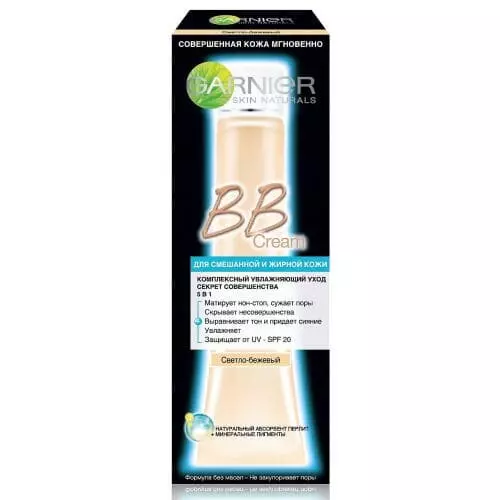 Светло-бежевый
СОВЕРШЕННАЯ КОЖА МГНОВЕННО
GARNIER
SKIN NATURALS
BB
Cream
ДЛЯ СМЕШАННОЙ И ЖИРНОЙ КОЖИ
КОМПЛЕКСНЫЙ УВЛАЖНЯЮЩИЙ УХОД
СЕКРЕТ СОВЕРШЕНСТВА
5 В 1
Матирует нон-стоп, сужает поры
Скрывает несовершенства
Выравнивает тон и придает сияние
Увлажняет
Защищает от UV - SPF 20
Светло-бежевый
НАТУРАЛЬНЫЙ АБСОРБЕНТ ПЕРЛИТ
+ МИНЕРАЛЬНЫЕ ПИГМЕНТЫ
Формула без масел – Не закупоривает поры